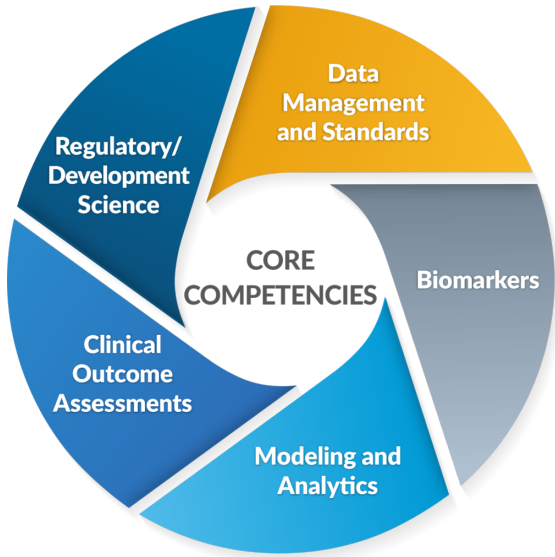 Data
Management
and Standards
Regulatory/
Development
Science
CORE
COMPETENCIES
Biomarkers
Clinical
Outcome
Assessments
Modeling and
Analytics